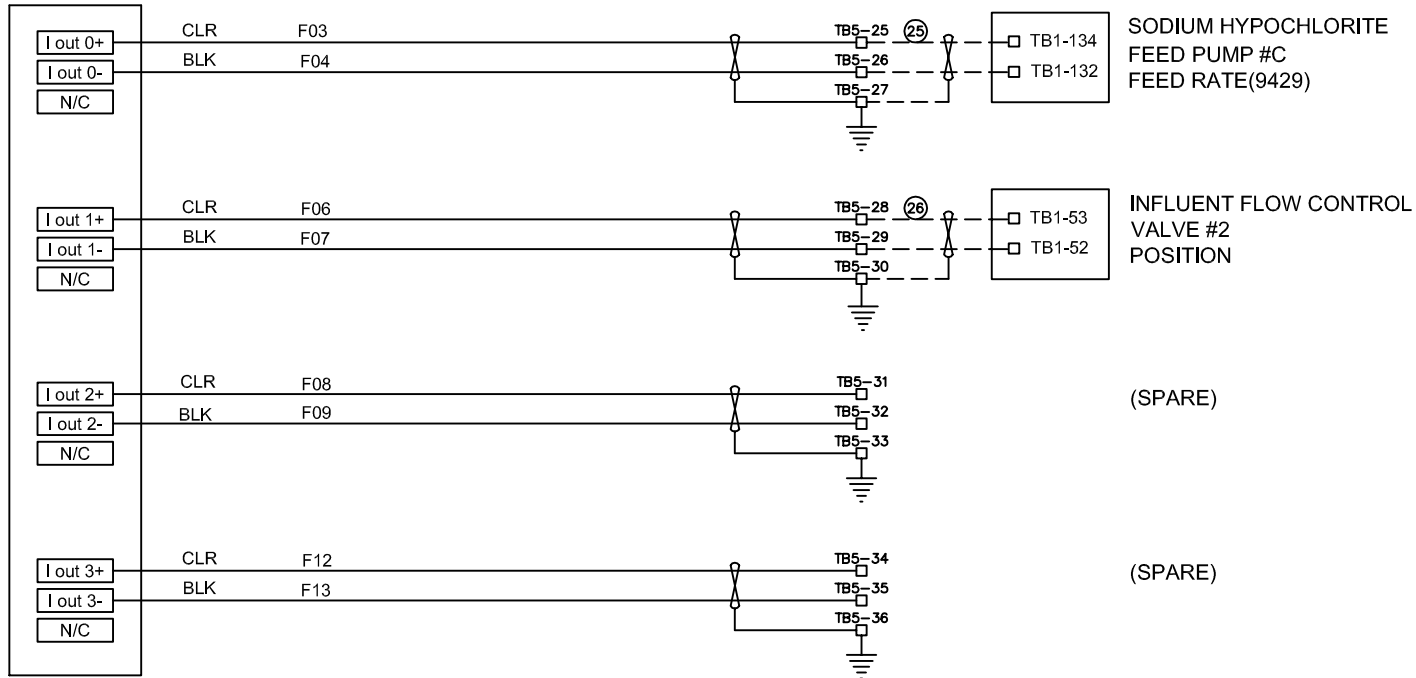 I out 0+ CLR F03 TB5-25 25 TB1-134 SODIUM HYPOCHLORITE
I out 0- BLK F04 TB5-26 TB1-132 FEED PUMP #C
N/C TB5-27 FEED RATE(9429)
I out 1+ CLR F06 TB5-28 26 TB1-53 INFLUENT FLOW CONTROL
I out 1- BLK F07 TB5-29 TB1-52 VALVE #2
N/C TB5-30 POSITION
I out 2+ CLR F08 TB5-31 (SPARE)
I out 2- BLK F09 TB5-32
N/C TB5-33
I out 3+ CLR F12 TB5-34 (SPARE)
I out 3- BLK F13 TB5-35
N/C TB5-36